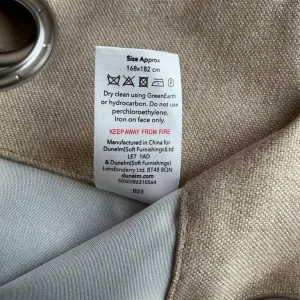 Size Approx
168x182 cm
Dry clean using GreenEarth
or hydrocarbon. Do not use
perchloroethylene.
Iron on face only.
KEEP AWAY FROM FIRE
Manufactured in China for
Dunelm(Soft Furnishings)Ltd
LE7 1AD
& Dunelm(Soft Furnishings)Ltd
Londonderry Ltd. BT48 8QN
dunelm.com
5050386310564
D23